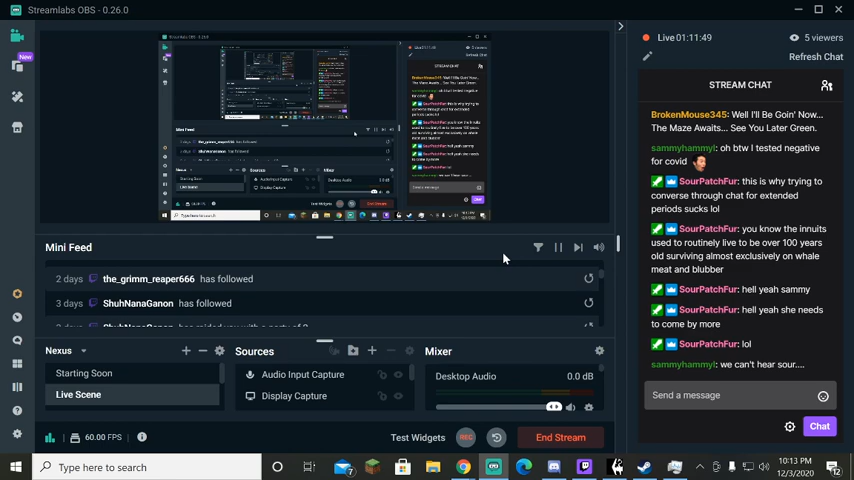 Streamlabs OBS - 0.26.0
New
Live 01:11:49
5 viewers
Refresh Chat
STREAM CHAT
BrokenMouse345: Well I'll Be Goin' Now...
The Maze Awaits... See You Later Green.
sammyhammyl: oh btw I tested negative
for covid
SourPatchFur: this is why trying to
converse through chat for extended
periods sucks lol
SourPatchFur: you know the innuits
used to routinely live to be over 100 years
old surviving almost exclusively on whale
meat and blubber
SourPatchFur: hell yeah sammy
SourPatchFur: hell yeah she needs
to come by more
SourPatchFur: lol
sammyhammyl: we can't hear sour....
Send a message
Chat
Mini Feed
2 days the_grimm_reaper666 has followed
3 days ShuhNanaGanon has followed
Nexus
Starting Soon
Live Scene
Sources
Audio Input Capture
Display Capture
Mixer
Desktop Audio 0.0 dB
60.00 FPS
Test Widgets
REC
End Stream
Type here to search
7
10:13 PM
12/3/2020
12